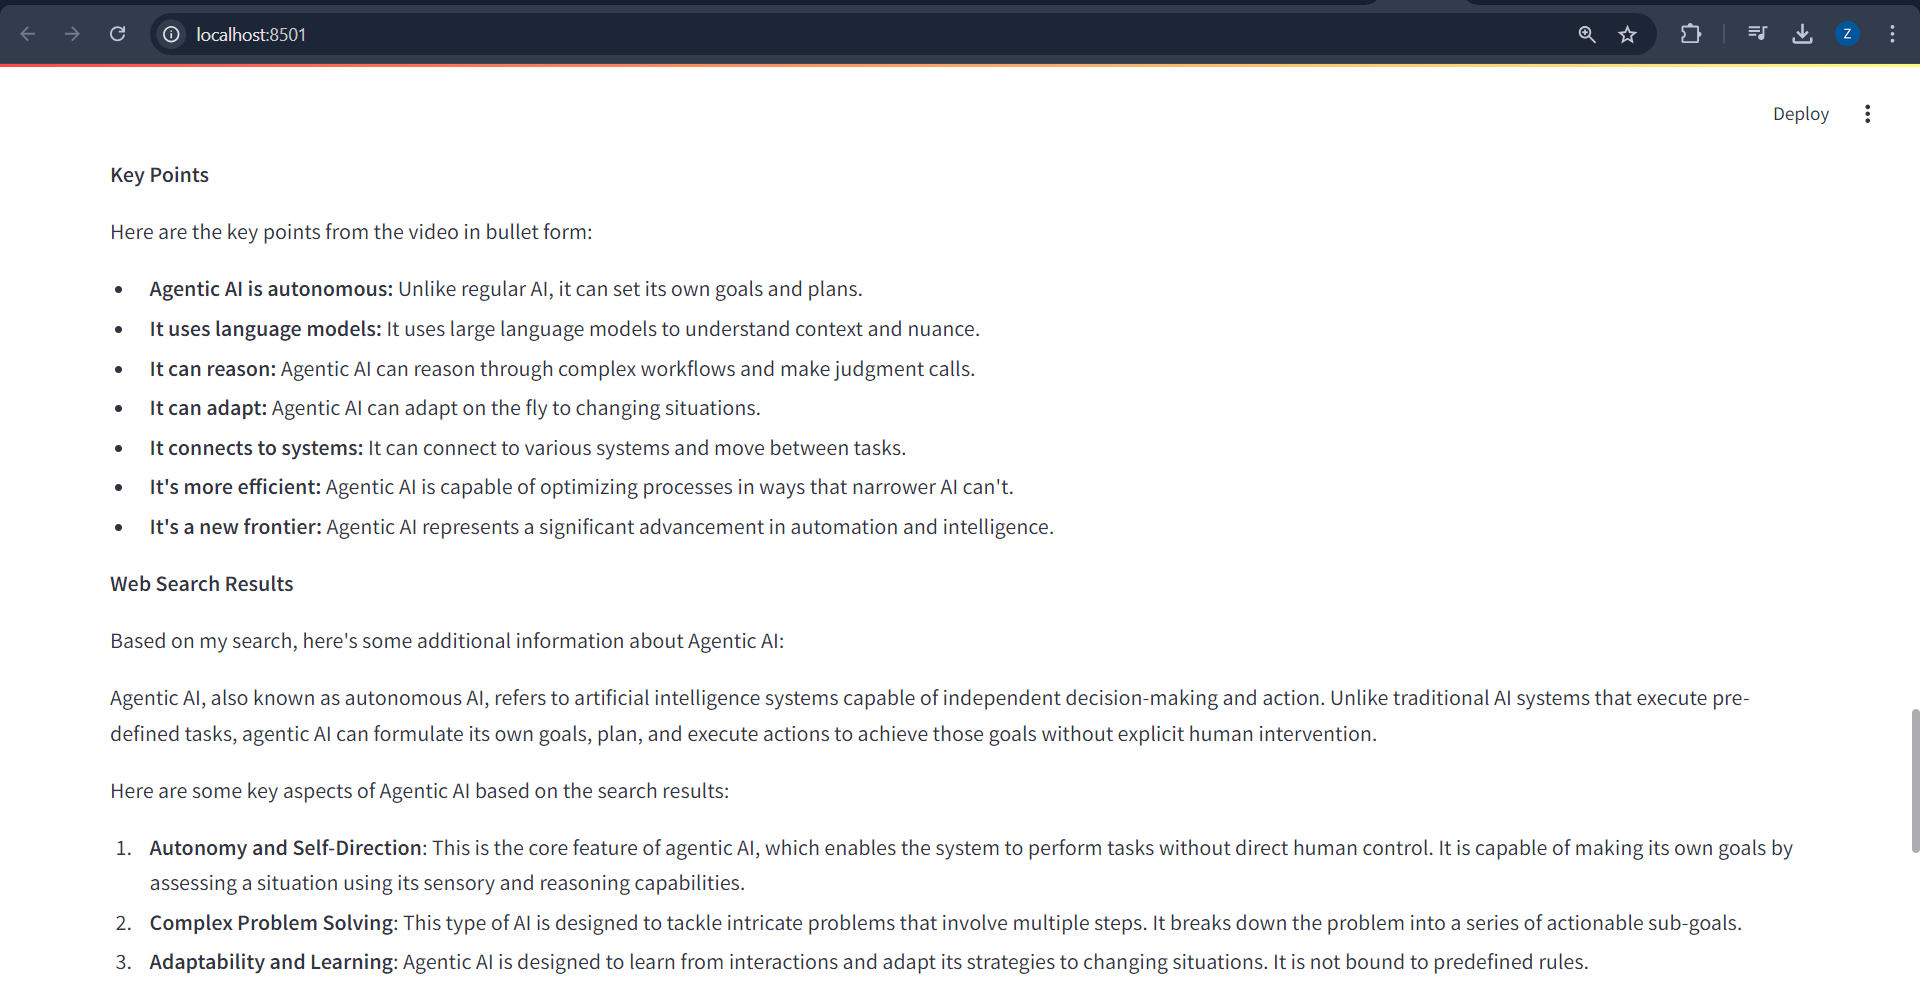 localhost:8501
Z
Deploy
Key Points
Here are the key points from the video in bullet form:
• Agentic AI is autonomous: Unlike regular AI, it can set its own goals and plans.
• It uses language models: It uses large language models to understand context and nuance.
• It can reason: Agentic AI can reason through complex workflows and make judgment calls.
• It can adapt: Agentic AI can adapt on the fly to changing situations.
• It connects to systems: It can connect to various systems and move between tasks.
• It's more efficient: Agentic AI is capable of optimizing processes in ways that narrower AI can't.
• It's a new frontier: Agentic AI represents a significant advancement in automation and intelligence.
Web Search Results
Based on my search, here's some additional information about Agentic AI:
Agentic AI, also known as autonomous AI, refers to artificial intelligence systems capable of independent decision-making and action. Unlike traditional AI systems that execute pre-
defined tasks, agentic AI can formulate its own goals, plan, and execute actions to achieve those goals without explicit human intervention.
Here are some key aspects of Agentic AI based on the search results:
1. Autonomy and Self-Direction: This is the core feature of agentic AI, which enables the system to perform tasks without direct human control. It is capable of making its own goals by
assessing a situation using its sensory and reasoning capabilities.
2. Complex Problem Solving: This type of AI is designed to tackle intricate problems that involve multiple steps. It breaks down the problem into a series of actionable sub-goals.
3. Adaptability and Learning: Agentic AI is designed to learn from interactions and adapt its strategies to changing situations. It is not bound to predefined rules.